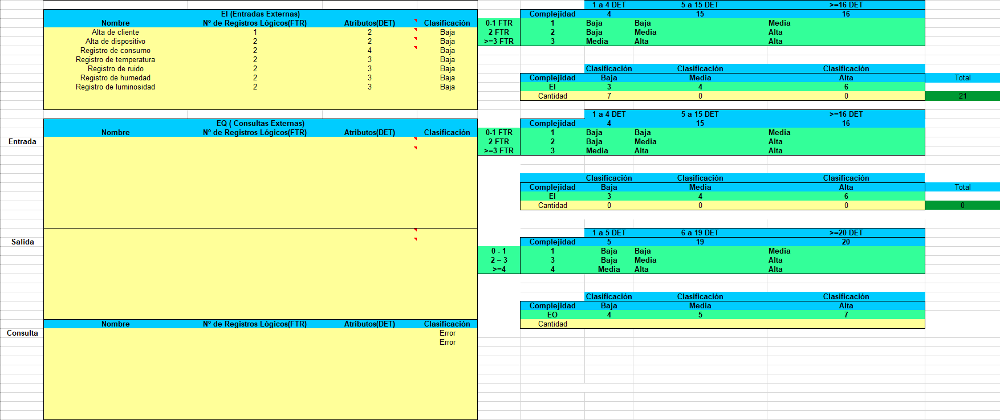 1 a 4 DET 5 a 15 DET >=16 DET
EI (Entradas Externas) Complejidad 4 15 16
Nombre Nº de Registros Lógicos(FTR) Atributos(DET) Clasificación 0-1 FTR 1 Baja Baja Media
Alta de cliente 1 2 Baja 2 FTR 2 Baja Media Alta
Alta de dispositivo 2 2 Baja >=3 FTR 3 Media Alta Alta
Registro de consumo 2 4 Baja
Registro de temperatura 2 3 Baja
Registro de ruido 2 3 Baja Clasificación Clasificación Clasificación
Registro de humedad 2 3 Baja Complejidad Baja Media Alta Total
Registro de luminosidad 2 3 Baja EI 3 4 6
Cantidad 7 0 0 21
1 a 4 DET 5 a 15 DET >=16 DET
EQ ( Consultas Externas) Complejidad 4 15 16
Nombre Nº de Registros Lógicos(FTR) Atributos(DET) Clasificación 0-1 FTR 1 Baja Baja Media
Entrada 2 FTR 2 Baja Media Alta
>=3 FTR 3 Media Alta Alta
Clasificación Clasificación Clasificación
Complejidad Baja Media Alta Total
EI 3 4 6
Cantidad 0 0 0 0
1 a 5 DET 6 a 19 DET >=20 DET
Salida Complejidad 5 19 20
0 - 1 1 Baja Baja Media
2 – 3 3 Baja Media Alta
>=4 4 Media Alta Alta
Clasificación Clasificación Clasificación
Complejidad Baja Media Alta
EO 4 5 7
Nombre Nº de Registros Lógicos(FTR) Atributos(DET) Clasificación Cantidad
Consulta Error
Error